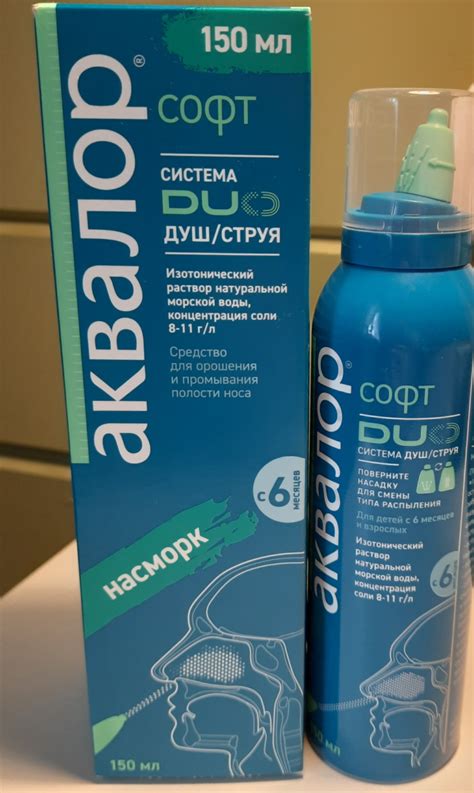 150 мл
аквалор®
софт
СИСТЕМА
DUO
ДУШ/СТРУЯ
Изотонический
раствор натуральной
морской воды,
концентрация соли
8-11 г/л
Средство
для орошения
и промывания
полости носа
с 6 месяцев
насморк
150 мл
аквалор
софт
DUO
СИСТЕМА ДУШ/СТРУЯ
ПОВЕРНИТЕ
НАСАДКУ
ДЛЯ СМЕНЫ
ТИПА РАСПЫЛЕНИЯ
Для детей с 6 месяцев
и взрослых
Изотонический
раствор
натуральной
морской воды,
концентрация
соли 8-11 г/л
с 6
мл